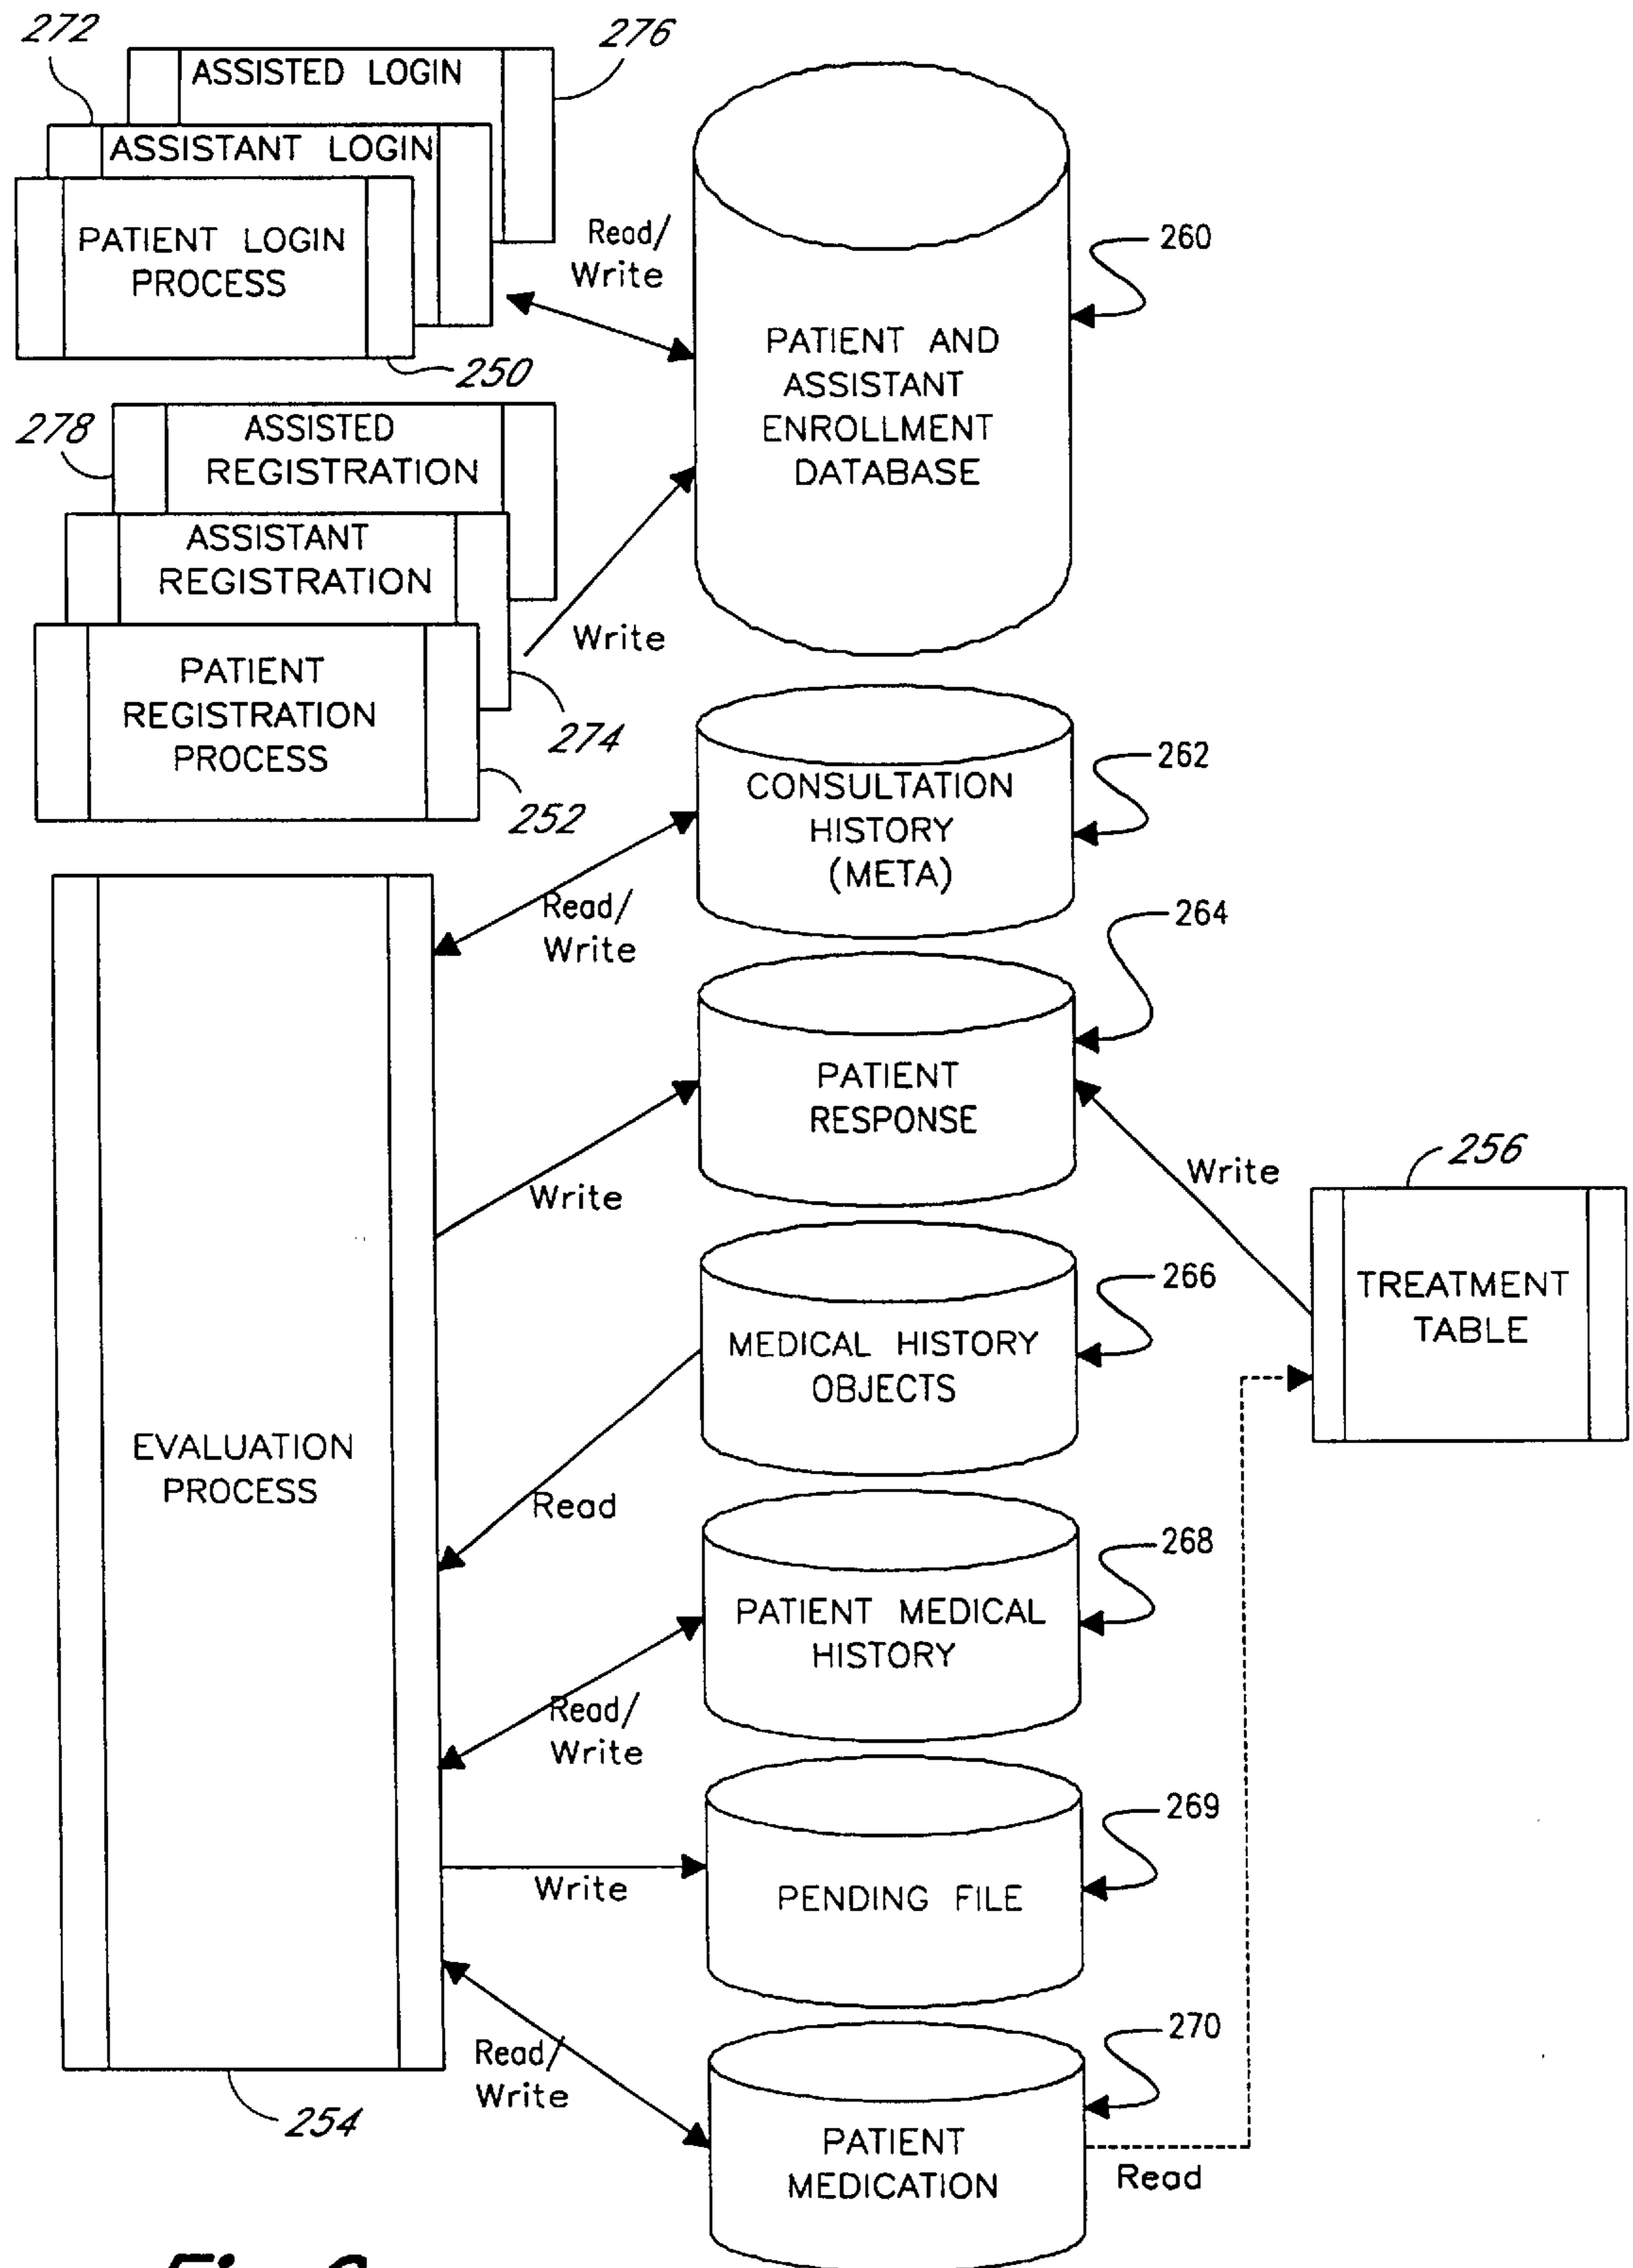 272
276
ASSISTED LOGIN
ASSISTANT LOGIN
PATIENT LOGIN
PROCESS
250
Read/
Write
260
PATIENT AND
ASSISTANT
ENROLLMENT
DATABASE
278
ASSISTED
REGISTRATION
ASSISTANT
REGISTRATION
PATIENT
REGISTRATION
PROCESS
Write
274
252
CONSULTATION
HISTORY
(META)
262
Read/
Write
264
PATIENT
RESPONSE
Write
Write
256
TREATMENT
TABLE
266
MEDICAL HISTORY
OBJECTS
EVALUATION
PROCESS
Read
268
PATIENT MEDICAL
HISTORY
Read/
Write
269
Write
PENDING FILE
270
Read/
Write
254
PATIENT
MEDICATION
Read